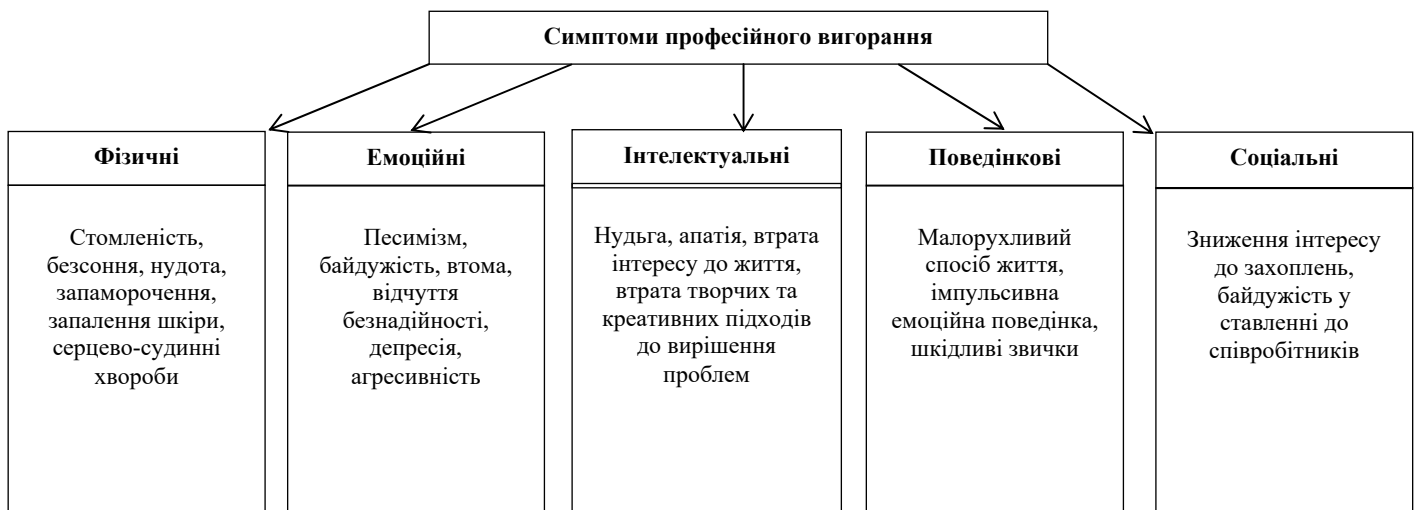 Симптоми професійного вигорання
Фізичні
Стомленість,
безсоння, нудота,
запаморочення,
запалення шкіри,
серцево-судинні
хвороби
Емоційні
Песимізм,
байдужість, втома,
відчуття
безнадійності,
депресія,
агресивність
Інтелектуальні
Нудьга, апатія, втрата
інтересу до життя,
втрата творчих та
креативних підходів
до вирішення
проблем
Поведінкові
Малорухливий
спосіб життя,
імпульсивна
емоційна поведінка,
шкідливі звички
Соціальні
Зниження інтересу
до захоплень,
байдужість у
ставленні до
співробітників